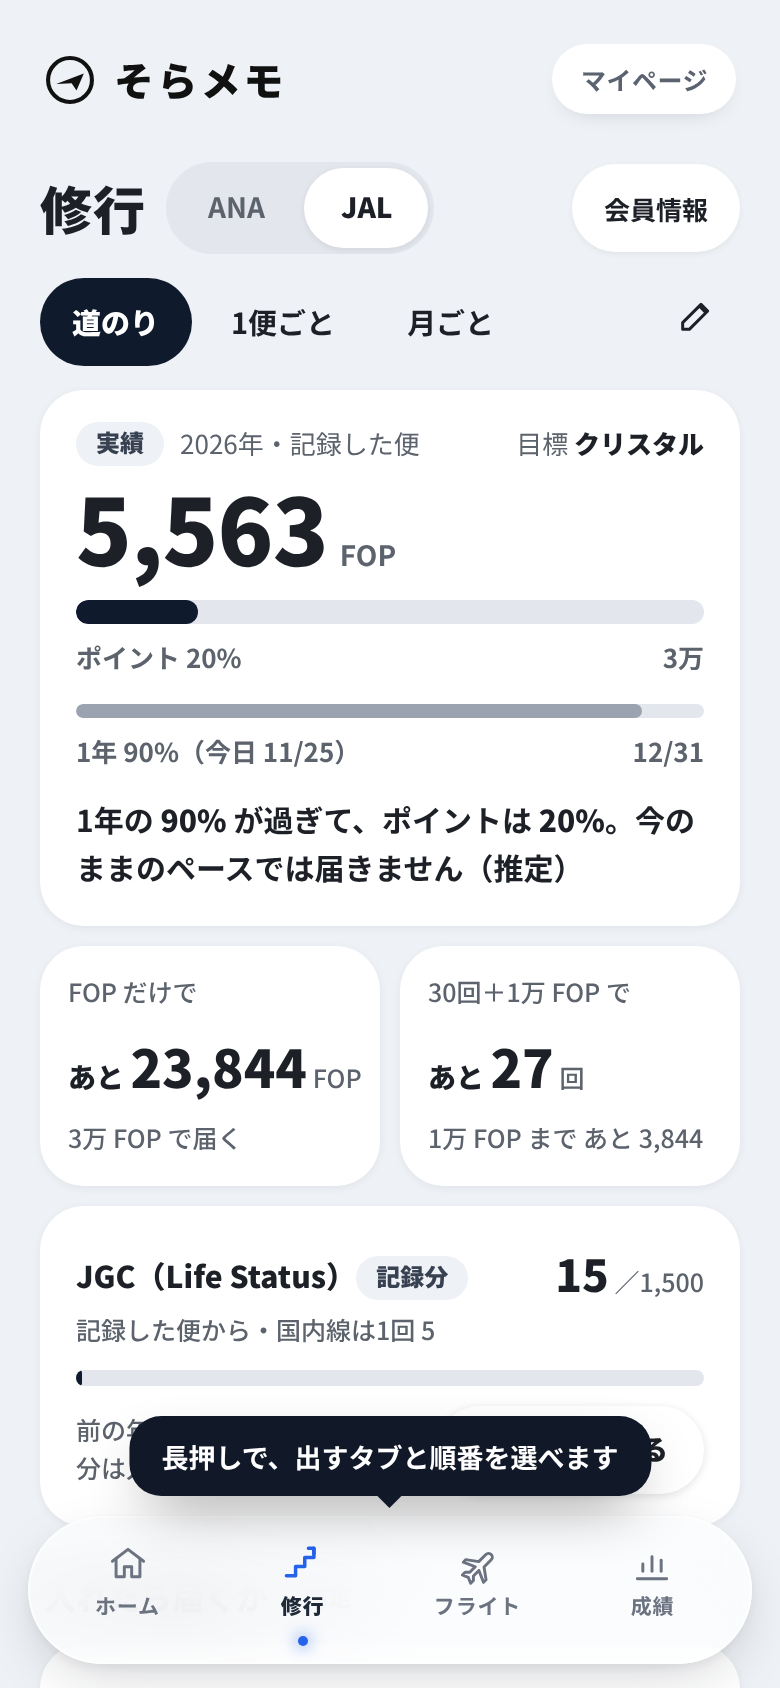 そらメモ
マイページ
修行
ANA
JAL
会員情報
道のり
1便ごと
月ごと
実績
2026年・記録した便
目標 クリスタル
5,563 FOP
ポイント 20%
3万
1年 90%（今日 11/25）
12/31
1年の 90% が過ぎて、ポイントは 20%。今の
ままのペースでは届きません（推定）
FOP だけで
あと 23,844 FOP
3万 FOP で届く
30回＋1万 FOP で
あと 27 回
1万 FOP まで あと 3,844
JGC（Life Status）
記録分
15 ／1,500
記録した便から・国内線は1回 5
前の
分は
る
長押しで、出すタブと順番を選べます
ホーム
修行
フライト
成績